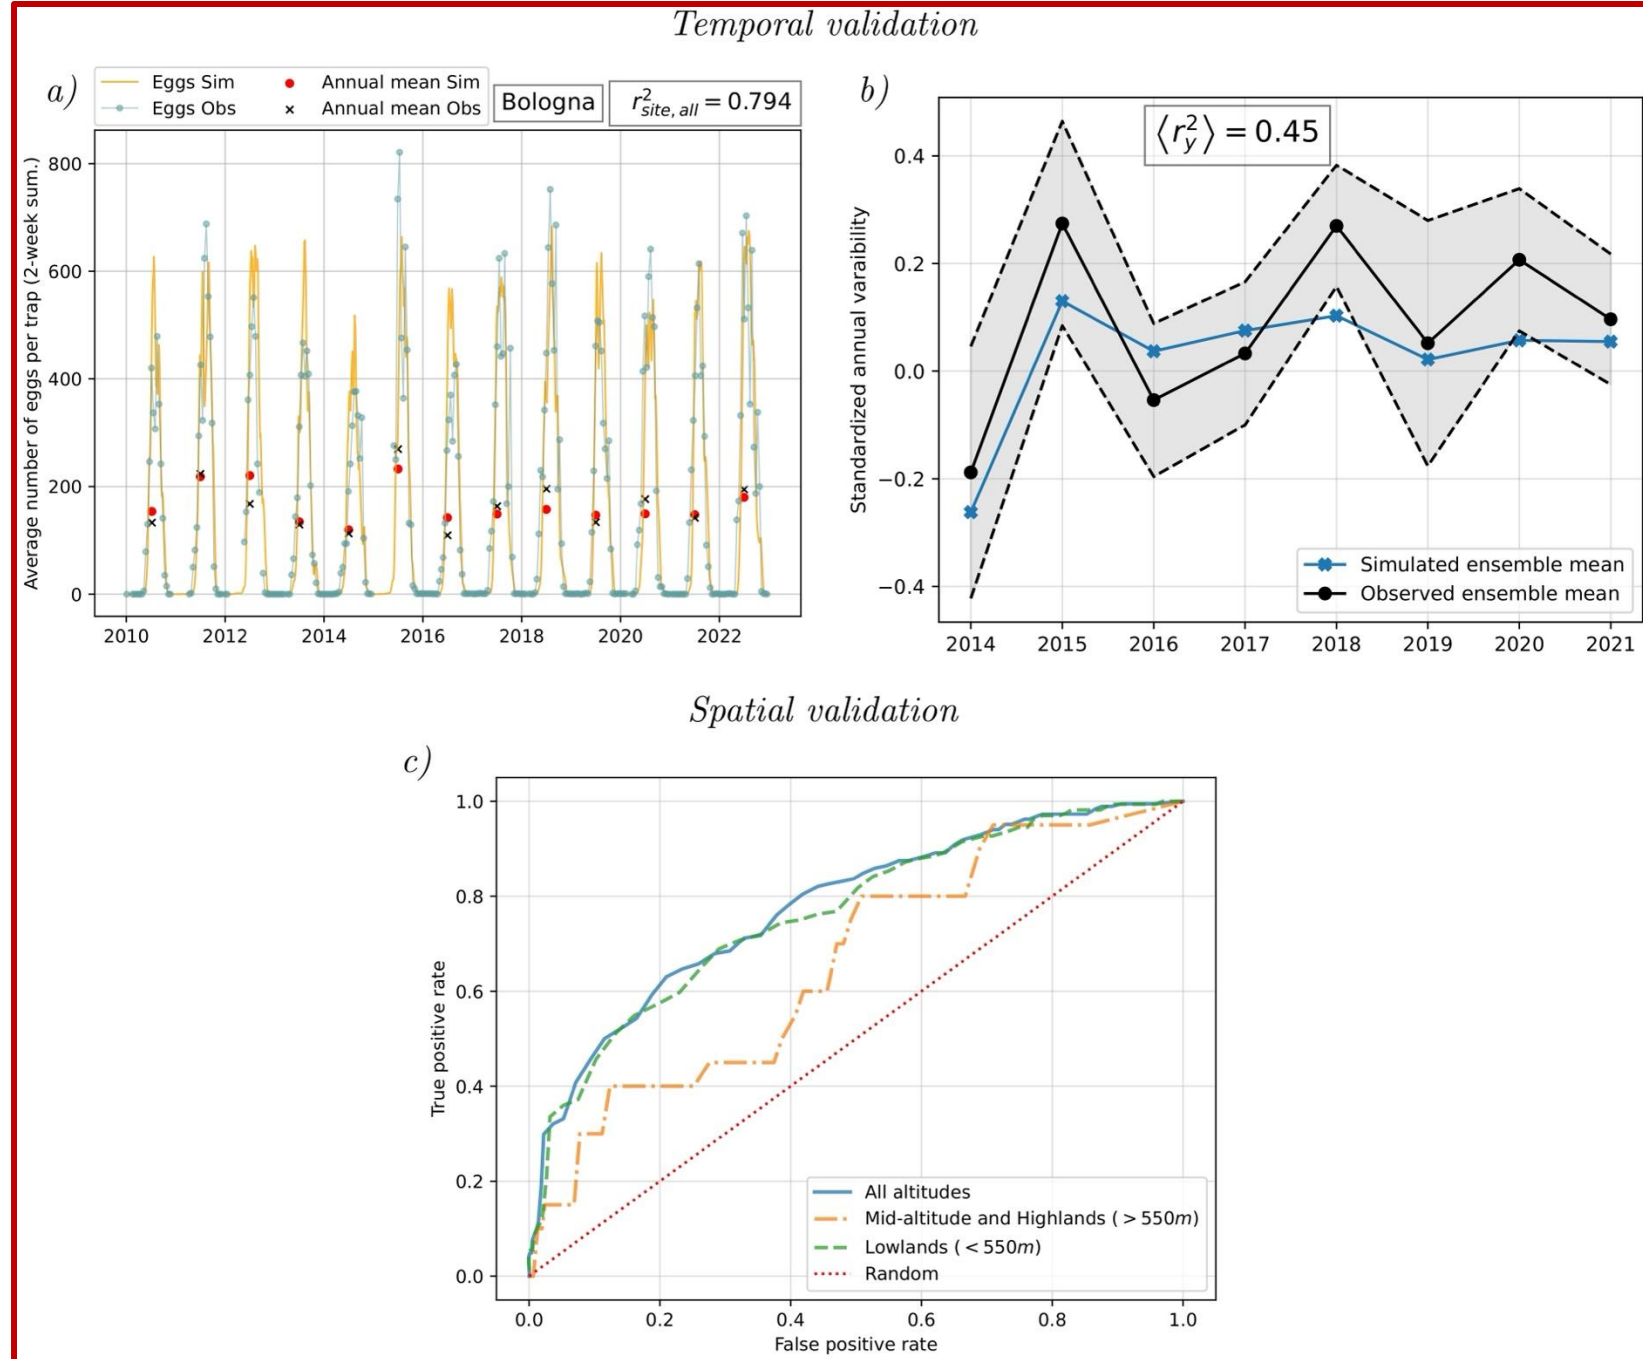 Temporal validation
a)
Eggs Sim
Eggs Obs
Annual mean Sim
Annual mean Obs
Bologna
r²site, all = 0.794
Average number of eggs per trap (2-week sum.)
800
600
400
200
0
2010 2012 2014 2016 2018 2020 2022
b)
⟨r²y⟩ = 0.45
Standardized annual varaibility
0.4
0.2
0.0
−0.2
−0.4
Simulated ensemble mean
Observed ensemble mean
2014 2015 2016 2017 2018 2019 2020 2021
Spatial validation
c)
True positive rate
1.0
0.8
0.6
0.4
0.2
0.0
All altitudes
Mid-altitude and Highlands ( > 550m)
Lowlands ( < 550m)
Random
0.0 0.2 0.4 0.6 0.8 1.0
False positive rate